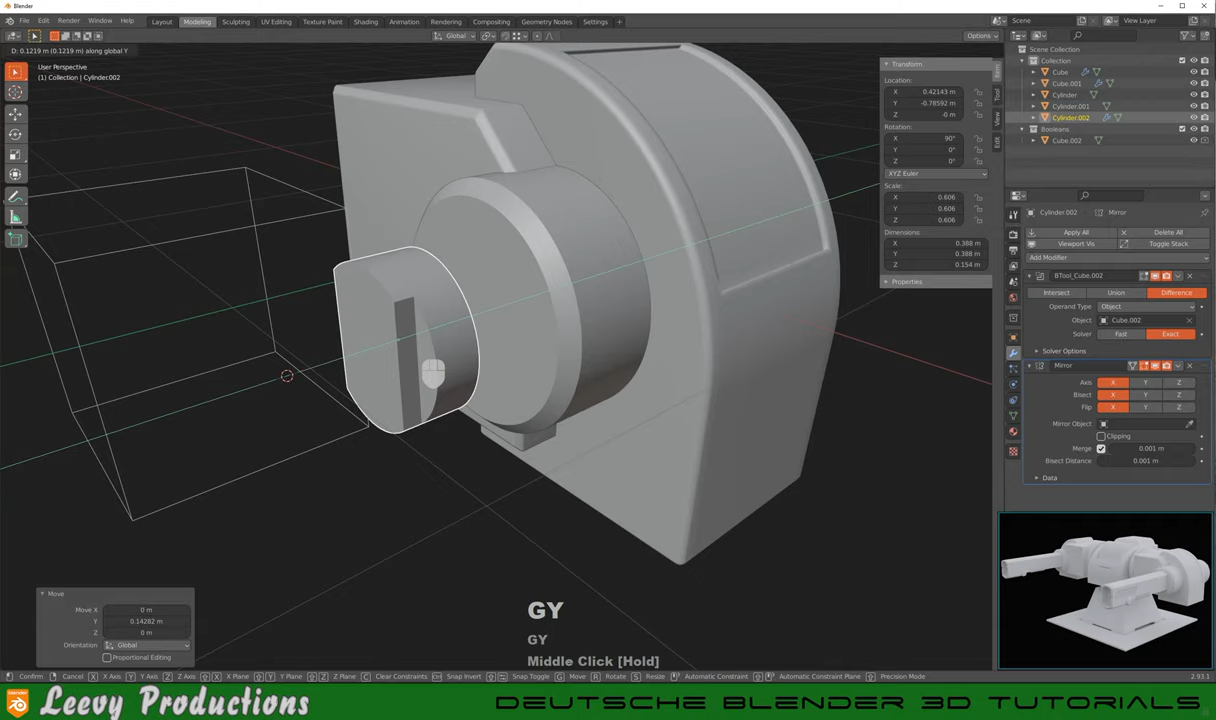 Blender
File Edit Render Window Help Layout Modeling Sculpting UV Editing Texture Paint Shading Animation Rendering Compositing Geometry Nodes Settings + Scene View Layer
Global Options
D: 0.1219 m (0.1219 m) along global Y
User Perspective
(1) Collection | Cylinder.002
Transform
Location:
X 0.42143 m
Y -0.78592 m
Z -0 m
Rotation:
X 90°
Y 0°
Z 0°
XYZ Euler
Scale:
X 0.606
Y 0.606
Z 0.606
Dimensions:
X 0.388 m
Y 0.388 m
Z 0.154 m
Properties
Item
Tool
View
Edit
Scene Collection
Collection
Cube
Cube.001
Cylinder
Cylinder.001
Cylinder.002
Booleans
Cube.002
Cylinder.002 Mirror
Apply All Delete All
Viewport Vis Toggle Stack
Add Modifier
BTool_Cube.002
Intersect Union Difference
Operand Type Object
Object Cube.002
Solver Fast Exact
Solver Options
Mirror
Axis X Y Z
Bisect X Y Z
Flip X Y Z
Mirror Object
Clipping
Merge 0.001 m
Bisect Distance 0.001 m
Data
Move
Move X 0 m
Y 0.14282 m
Z 0 m
Orientation Global
Proportional Editing
GY
GY
Middle Click [Hold]
Confirm Cancel X X Axis Y Y Axis Z Z Axis X X Plane Y Y Plane Z Z Plane C Clear Constraints Snap Invert Snap Toggle G Move R Rotate S Resize Automatic Constraint Automatic Constraint Plane Precision Mode 2.93.1
Leevy Productions DEUTSCHE BLENDER 3D TUTORIALS